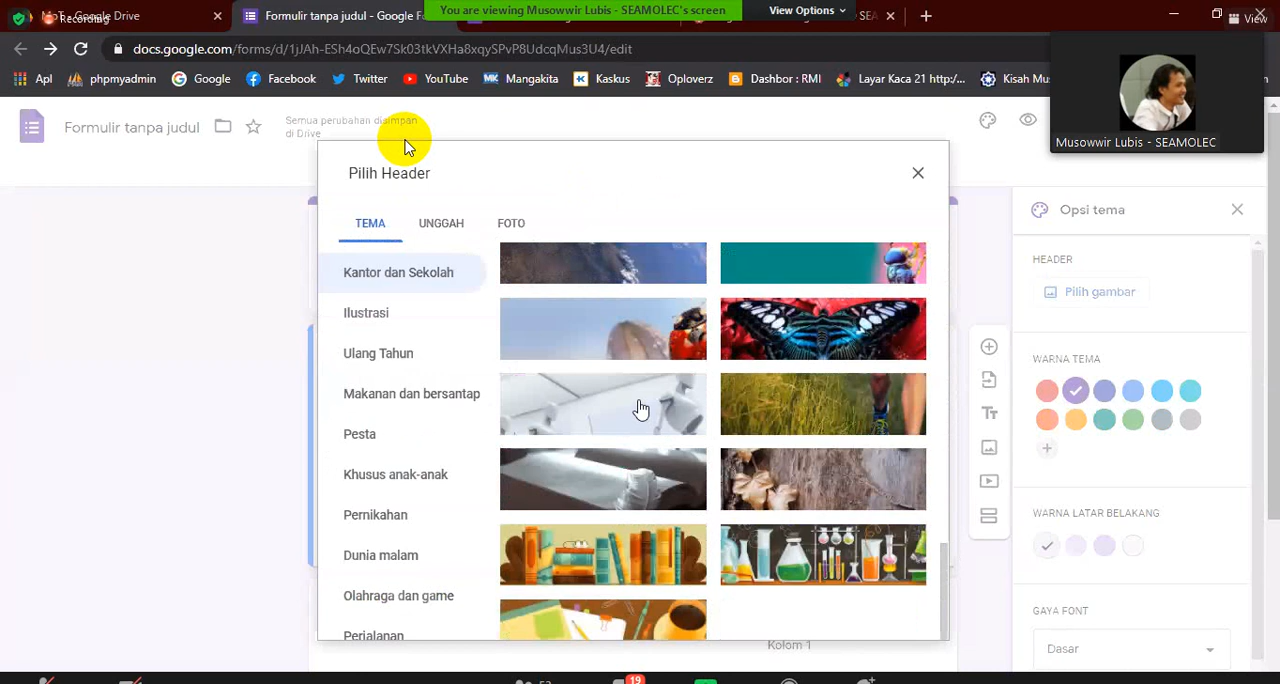 Recording
Google Drive
Formulir tanpa judul - Google F
You are viewing Musowwir Lubis - SEAMOLEC's screen
View Options
SEA
View
docs.google.com/forms/d/1jJAh-ESh4oQEw7Sk03tkVXHa8xqySPvP8UdcqMus3U4/edit
Apl
phpmyadmin
Google
Facebook
Twitter
YouTube
Mangakita
Kaskus
Oploverz
Dashbor : RMI
Layar Kaca 21 http:/...
Kisah Mu
Formulir tanpa judul
Semua perubahan disimpan
di Drive
Musowwir Lubis - SEAMOLEC
Pilih Header
TEMA
UNGGAH
FOTO
Kantor dan Sekolah
Ilustrasi
Ulang Tahun
Makanan dan bersantap
Pesta
Khusus anak-anak
Pernikahan
Dunia malam
Olahraga dan game
Perjalanan
Opsi tema
HEADER
Pilih gambar
WARNA TEMA
WARNA LATAR BELAKANG
GAYA FONT
Dasar
Kolom 1
19
53